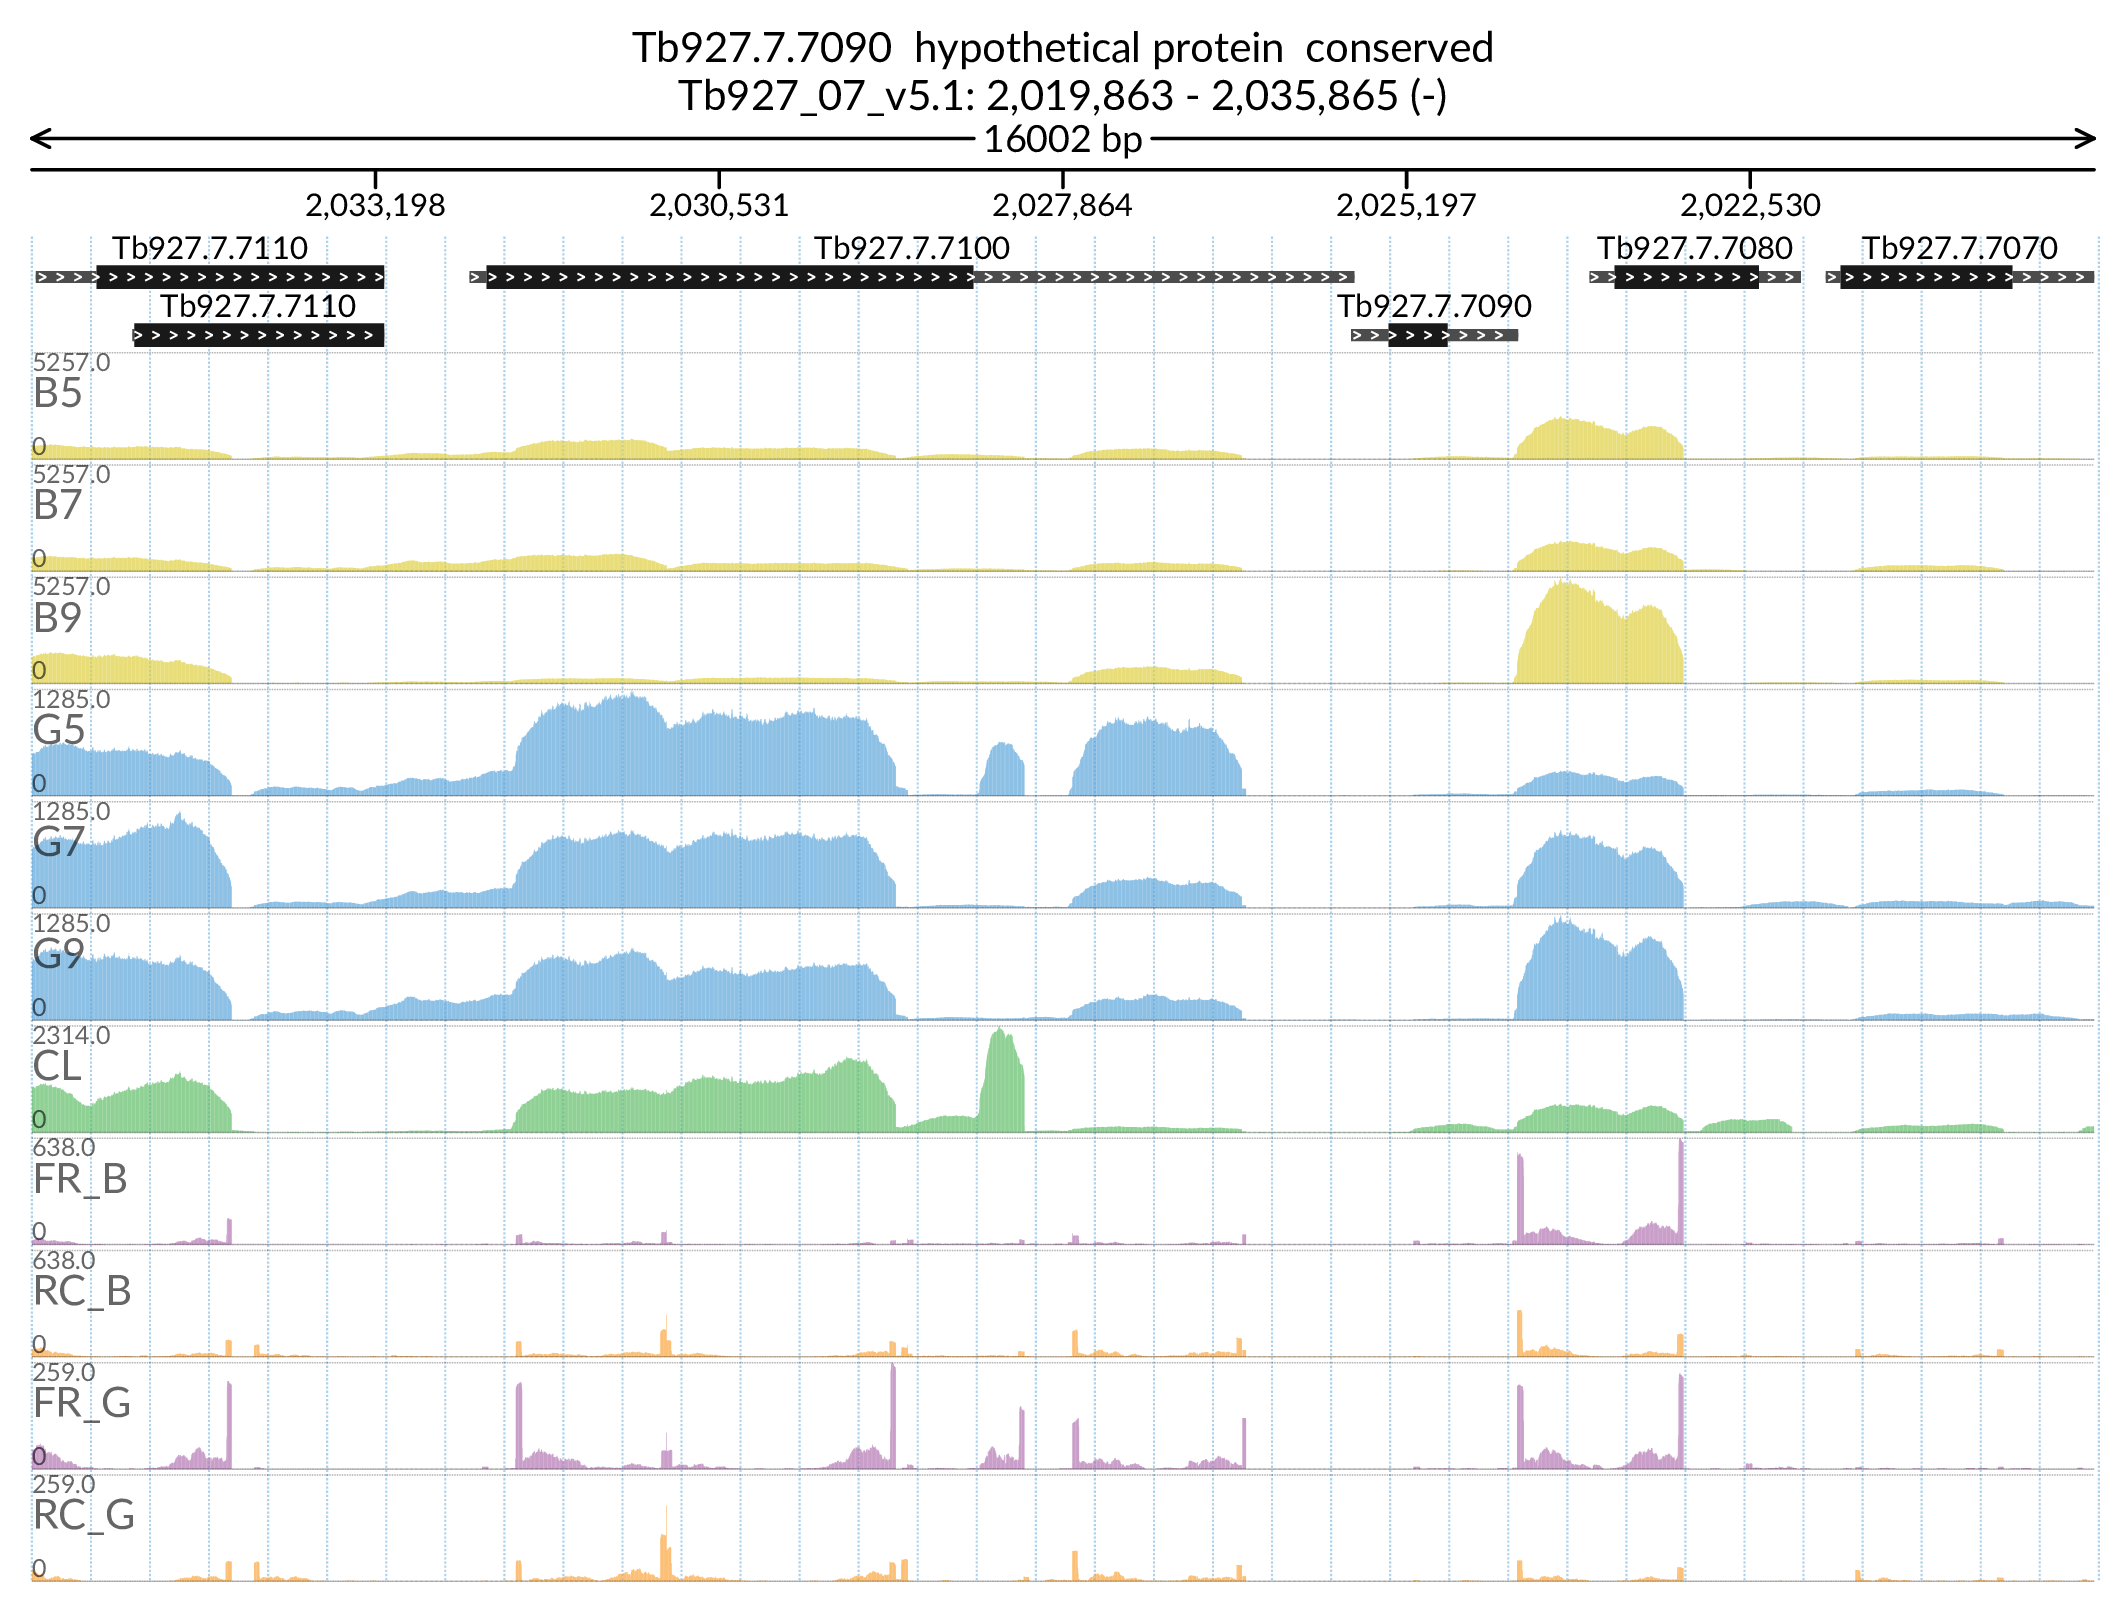 Tb927.7.7090  hypothetical protein  conserved
Tb927_07_v5.1: 2,019,863 - 2,035,865 (-)
16002 bp
2,033,198 2,030,531 2,027,864 2,025,197 2,022,530
Tb927.7.7110 Tb927.7.7100 Tb927.7.7080 Tb927.7.7070
Tb927.7.7110 Tb927.7.7090
5257.0
B5
0
5257.0
B7
0
5257.0
B9
0
1285.0
G5
0
1285.0
G7
0
1285.0
G9
0
2314.0
CL
0
638.0
FR_B
0
638.0
RC_B
0
259.0
FR_G
0
259.0
RC_G
0